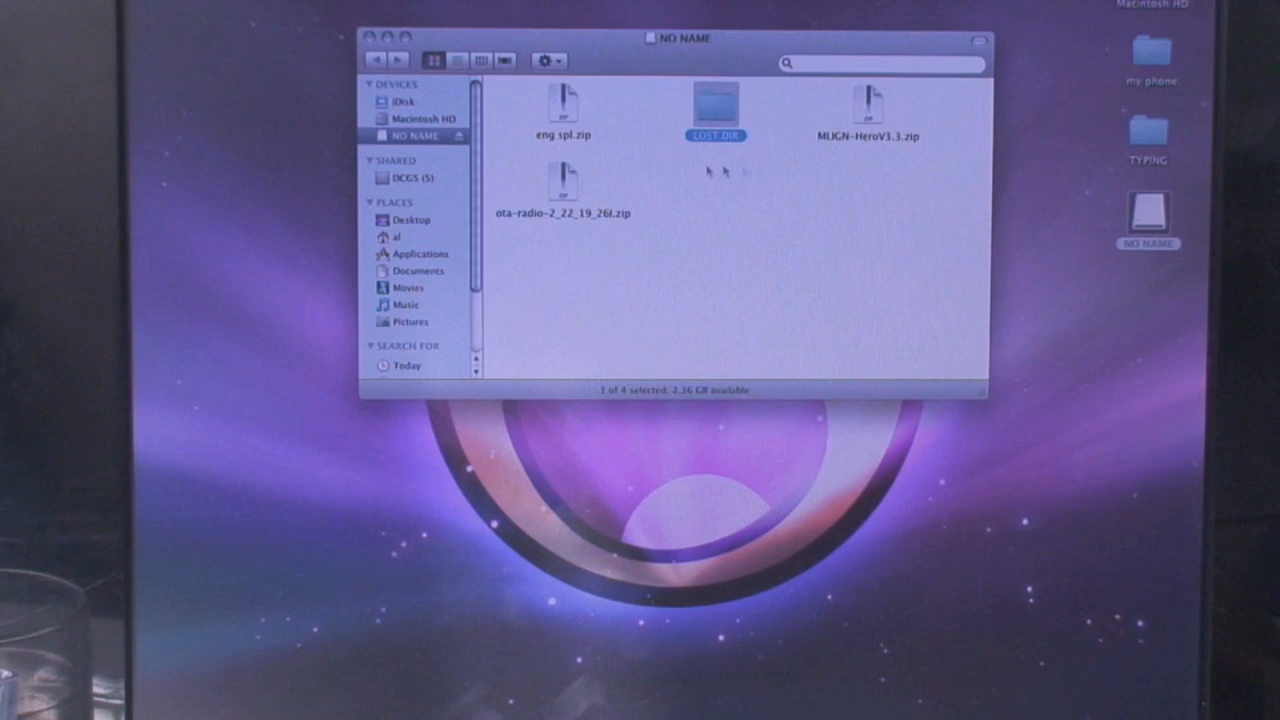 Macintosh HD
NO NAME
DEVICES
iDisk
Macintosh HD
NO NAME
SHARED
DCGS (5)
PLACES
Desktop
al
Applications
Documents
Movies
Music
Pictures
SEARCH FOR
Today
eng spl.zip
LOST.DIR
MLIGN-HeroV3.3.zip
ota-radio-2_22_19_26I.zip
1 of 4 selected, 2.36 GB available
my phone
TYPING
NO NAME